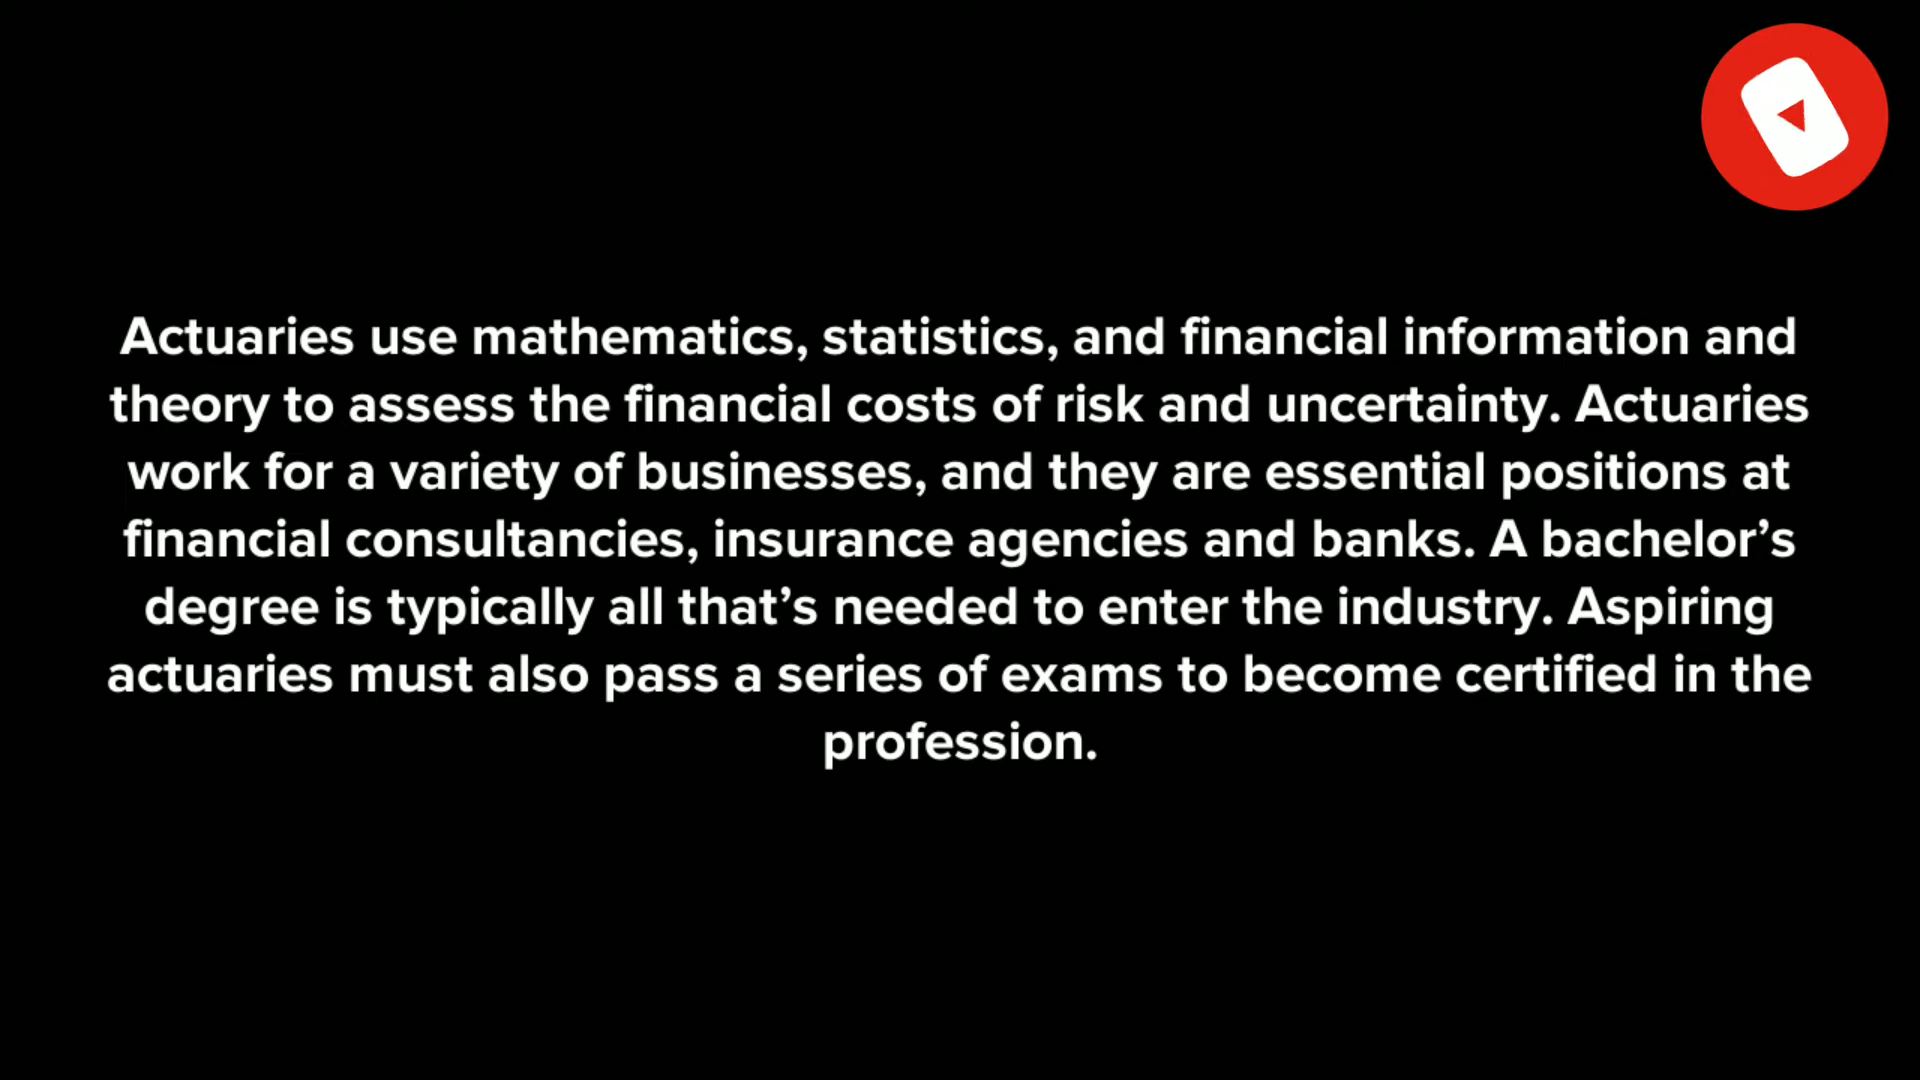 Actuaries use mathematics, statistics, and financial information and
theory to assess the financial costs of risk and uncertainty. Actuaries
work for a variety of businesses, and they are essential positions at
financial consultancies, insurance agencies and banks. A bachelor’s
degree is typically all that’s needed to enter the industry. Aspiring
actuaries must also pass a series of exams to become certified in the
profession.